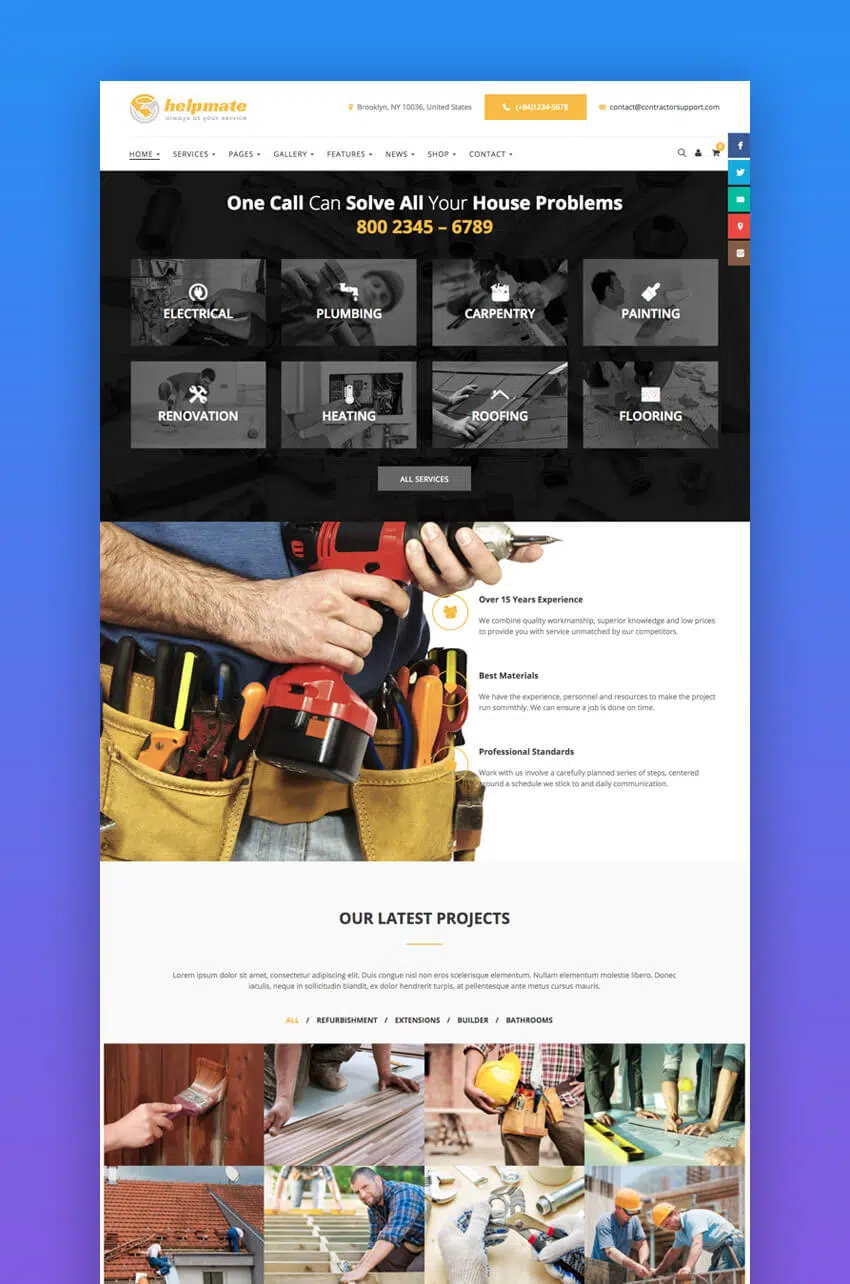 helpmate
always at your service
Brooklyn, NY 10036, United States
(+84)1234-5678
contact@contractorsupport.com
HOME
SERVICES
PAGES
GALLERY
FEATURES
NEWS
SHOP
CONTACT
0
One Call Can Solve All Your House Problems
800 2345 – 6789
ELECTRICAL
PLUMBING
CARPENTRY
PAINTING
RENOVATION
HEATING
ROOFING
FLOORING
ALL SERVICES
Over 15 Years Experience
We combine quality workmanship, superior knowledge and low prices
to provide you with service unmatched by our competitors.
Best Materials
We have the experience, personnel and resources to make the project
run somnthly. We can ensure a job is done on time.
Professional Standards
Work with us involve a carefully planned series of steps, centered
around a schedule we stick to and daily communication.
OUR LATEST PROJECTS
Lorem ipsum dolor sit amet, consectetur adipiscing elit. Duis congue nisl non eros scelerisque elementum. Nullam elementum molestie libero. Donec
iaculis, neque in sollicitudin blandit, ex dolor hendrerit turpis, at pellentesque ante metus cursus mauris.
ALL / REFURBISHMENT / EXTENSIONS / BUILDER / BATHROOMS